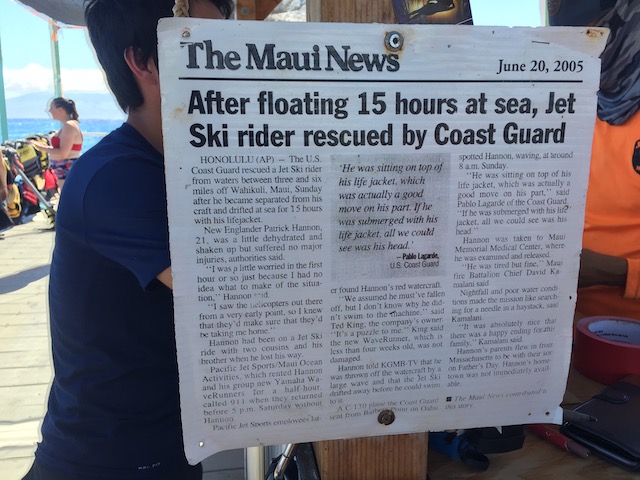 The Maui News
June 20, 2005
After floating 15 hours at sea, Jet
Ski rider rescued by Coast Guard
HONOLULU (AP) — The U.S.
Coast Guard rescued a Jet Ski rider
from waters between three and six
miles off Wahikuli, Maui, Sunday
after he became separated from his
craft and drifted at sea for 15 hours
with his lifejacket.
New Englander Patrick Hannon,
21, was a little dehydrated and
shaken up but suffered no major
injuries, authorities said.
"I was a little worried in the first
hour or so just because I had no
idea what to make of the situa-
tion," Hannon said.
"I saw the helicopters out there
from a very early point, so I knew
that they'd make sure that they'd
be taking me home."
Hannon had been on a Jet Ski
ride with two cousins and his
brother when he lost his way.
Pacific Jet Sports/Maui Ocean
Activities, which rented Hannon
and his group new Yamaha Wa-
veRunners for a half-hour,
called 911 when they returned
before 5 p.m. Saturday without
Hannon.
Pacific Jet Sports employees lat-
'He was sitting on top of
his life jacket, which
was actually a good
move on his part. If he
was submerged with his
life jacket, all we could
see was his head.'
— Pablo Lagarde,
U.S. Coast Guard
er found Hannon's red watercraft.
"We assumed he must've fallen
off, but I don't know why he did-
n't swim to the machine," said
Ted King, the company's owner.
"It's a puzzle to me." King said
the new WaveRunner, which is
less than four weeks old, was not
damaged.
Hannon told KGMB-TV that he
was thrown off the watercraft by a
large wave and that the Jet Ski
drifted away before he could swim
to it.
A C-130 plane the Coast Guard
sent from Barbers Point on Oahu
spotted Hannon, waving, at around
8 a.m. Sunday.
"He was sitting on top of his
life jacket, which was actually a
good move on his part," said
Pablo Lagarde of the Coast Guard.
"If he was submerged with his life
jacket, all we could see was his
head."
Hannon was taken to Maui
Memorial Medical Center, where
he was examined and released.
"He was tired but fine," Maui
fire Battalion Chief David Ka-
malani said.
Nightfall and poor water condi-
tions made the mission like search-
ing for a needle in a haystack, said
Kamalani.
"It was absolutely nice that
there was a happy ending for this
family," Kamalani said.
Hannon's parents flew in from
Massachusetts to be with their son
on Father's Day. Hannon's home-
town was not immediately avail-
able.
■ The Maui News contributed to
this story.